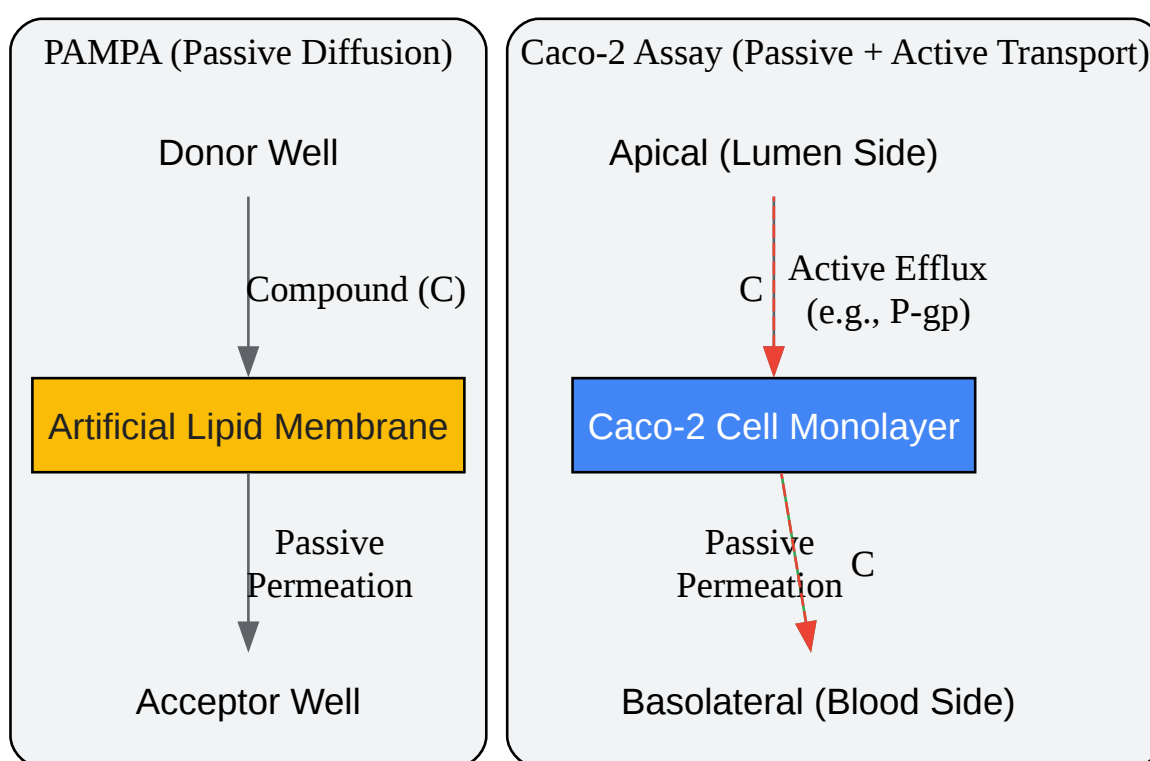 PAMPA (Passive Diffusion)
Donor Well
Compound (C)
Artificial Lipid Membrane
Passive
Permeation
Acceptor Well
Caco-2 Assay (Passive + Active Transport)
Apical (Lumen Side)
C
Active Efflux
(e.g., P-gp)
Caco-2 Cell Monolayer
Passive
Permeation
C
Basolateral (Blood Side)